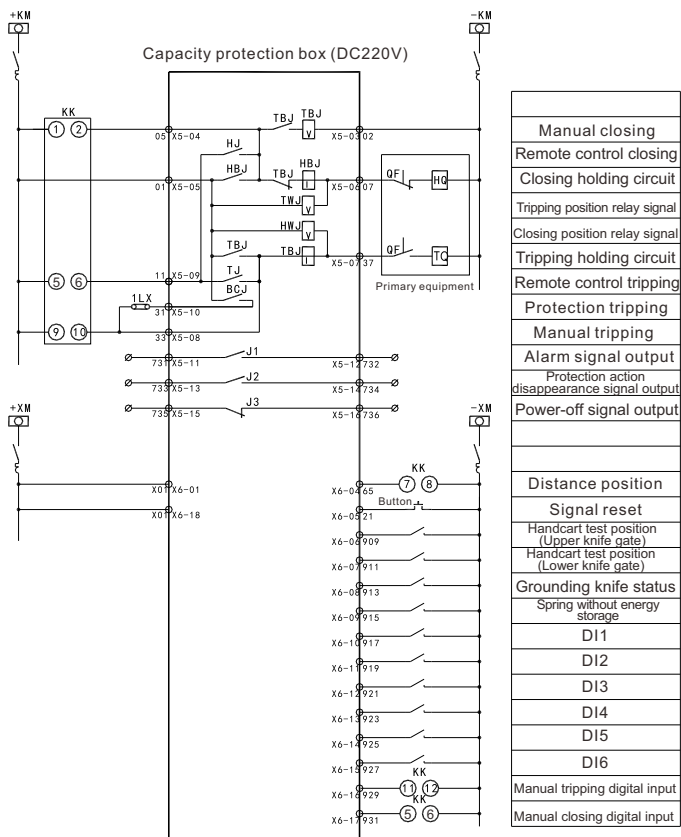 +KM
-KM
Capacity protection box (DC220V)
KK
1 2
05 X5-04
TBJ TBJ
V
X5-03 02
Manual closing
HJ
Remote control closing
01 X5-05
HBJ
TBJ
HBJ
I
X5-06 07
QF
HQ
Closing holding circuit
TWJ
V
Tripping position relay signal
HWJ
V
Closing position relay signal
TBJ
TBJ
I
X5-07 37
QF
TQ
Tripping holding circuit
5 6
11 X5-09
TJ
Primary equipment
Remote control tripping
1LX
31 X5-10
BCJ
Protection tripping
9 10
33 X5-08
Manual tripping
731 X5-11
J1
X5-12 732
Alarm signal output
733 X5-13
J2
X5-14 734
Protection action
disappearance signal output
735 X5-15
J3
X5-16 736
Power-off signal output
+XM
-XM
X01 X6-01
KK
7 8
X6-04 65
Distance position
X01 X6-18
Button
X6-05 21
Signal reset
X6-06 909
Handcart test position
(Upper knife gate)
X6-07 911
Handcart test position
(Lower knife gate)
X6-08 913
Grounding knife status
X6-09 915
Spring without energy
storage
X6-10 917
DI1
X6-11 919
DI2
X6-12 921
DI3
X6-13 923
DI4
X6-14 925
DI5
X6-15 927
DI6
KK
11 12
X6-16 929
Manual tripping digital input
KK
5 6
X6-17 931
Manual closing digital input